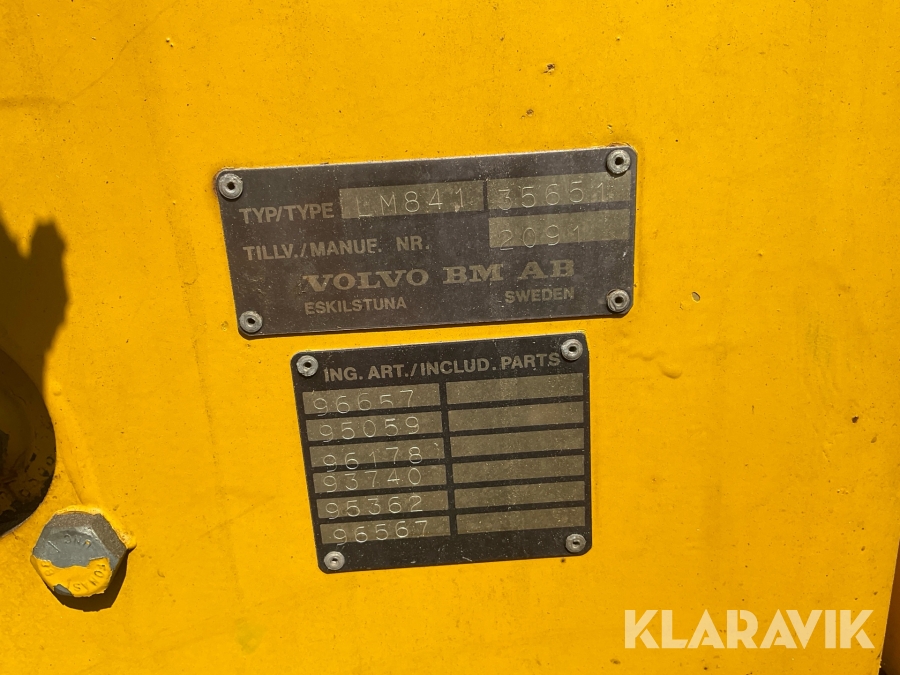 TYP/TYPE LM841 35651
TILLV./MANUF. NR. 2091
VOLVO BM AB
ESKILSTUNA SWEDEN
ING. ART./INCLUD. PARTS
96657
95059
96178
93740
95362
96567
KLARAVIK